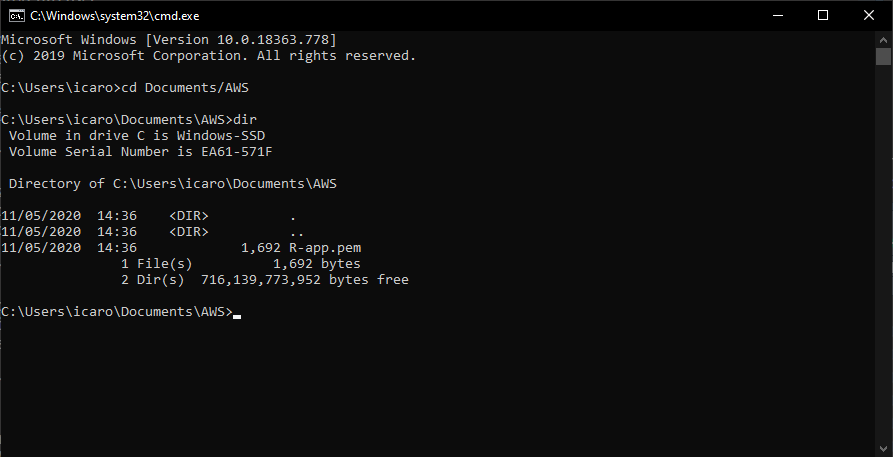 C:\Windows\system32\cmd.exe
Microsoft Windows [Version 10.0.18363.778]
(c) 2019 Microsoft Corporation. All rights reserved.
C:\Users\icaro>cd Documents/AWS
C:\Users\icaro\Documents\AWS>dir
 Volume in drive C is Windows-SSD
 Volume Serial Number is EA61-571F
 Directory of C:\Users\icaro\Documents\AWS
11/05/2020  14:36    <DIR>          .
11/05/2020  14:36    <DIR>          ..
11/05/2020  14:36             1,692 R-app.pem
               1 File(s)          1,692 bytes
               2 Dir(s)  716,139,773,952 bytes free
C:\Users\icaro\Documents\AWS>